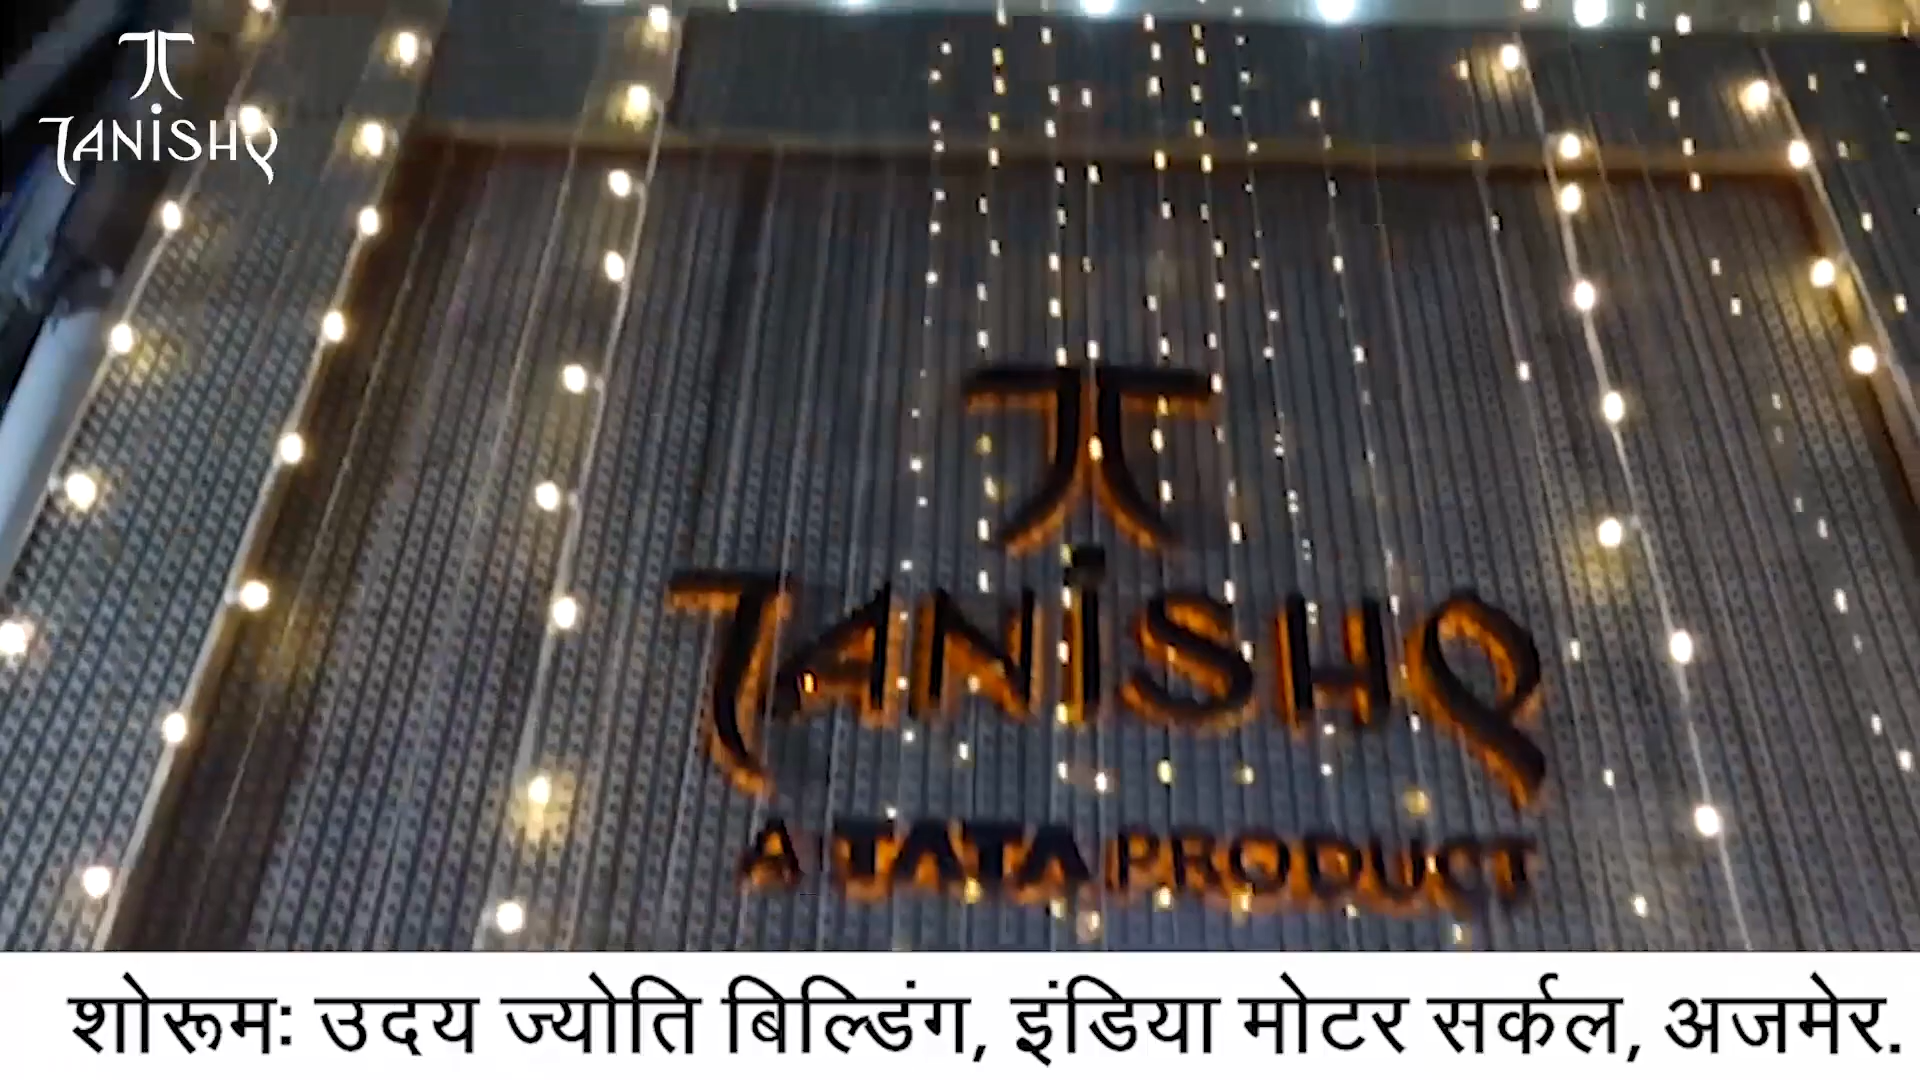 TANiSHQ
TANiSHQ
A TATA PRODUCT
शोरूमः उदय ज्योति बिल्डिंग, इंडिया मोटर सर्कल, अजमेर.